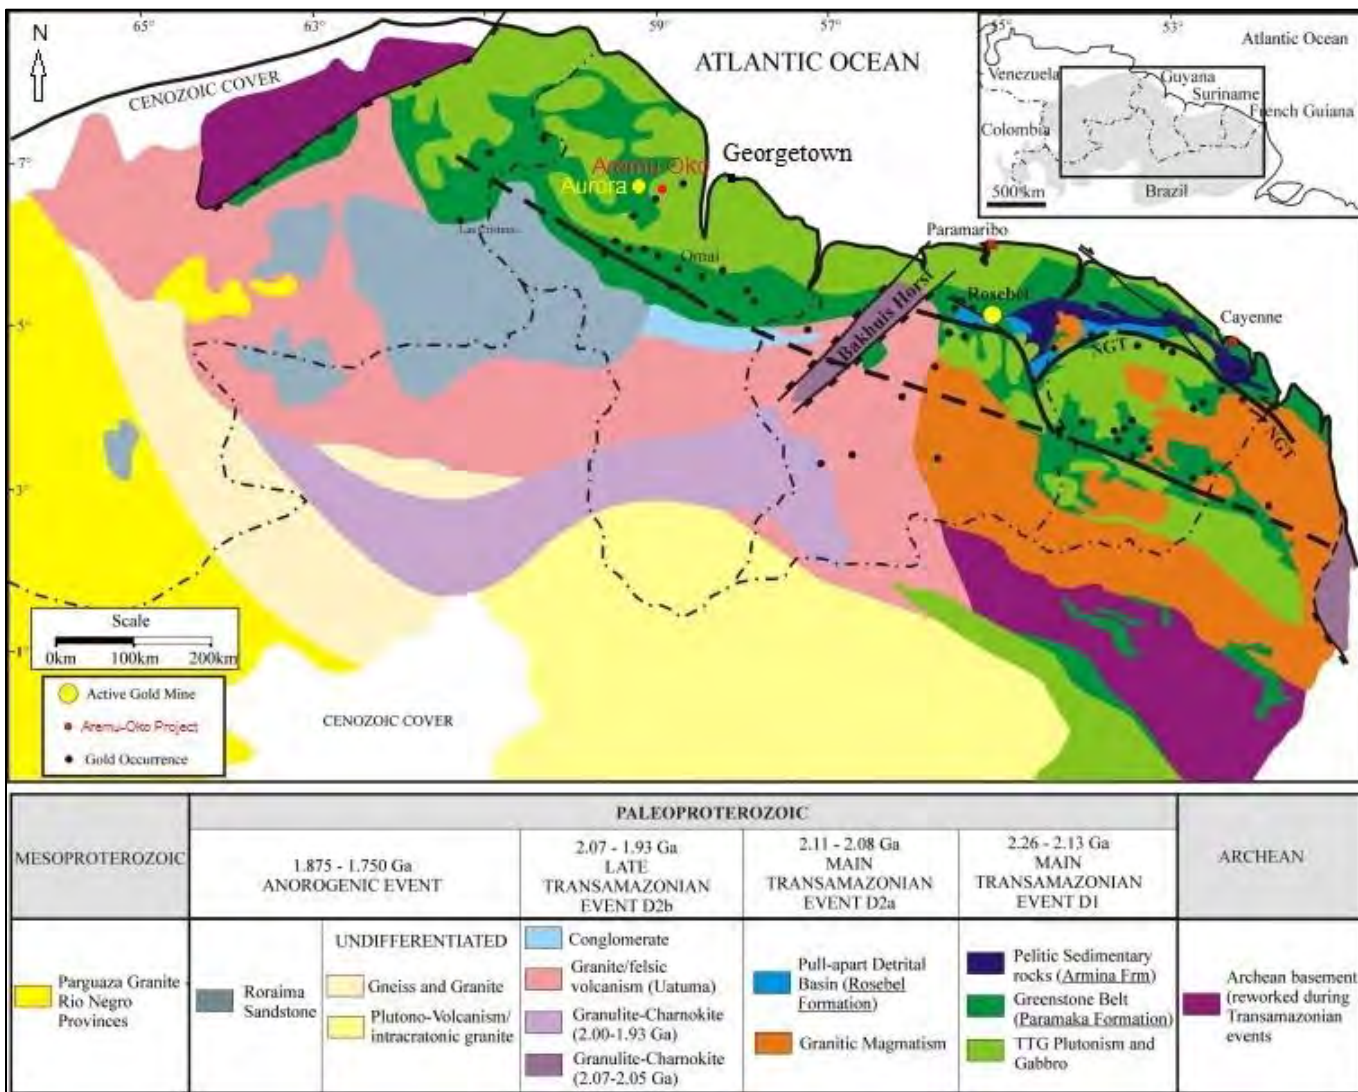 65°
63°
59°
57°
55°
53°
N
ATLANTIC OCEAN
CENOZOIC COVER
Atlantic Ocean
Venezuela
Guyana
Suriname
French Guiana
Colombia
Brazil
500 km
7°
Georgetown
Aremu-Oko
Aurora
Omai
Paramaribo
Bakhuis Horst
Rosebel
Cayenne
5°
NGT
NGT
3°
Scale
0km 100km 200km
1°
Active Gold Mine
Aremu-Oko Project
Gold Occurrence
CENOZOIC COVER
PALEOPROTEROZOIC
MESOPROTEROZOIC
1.875 - 1.750 Ga
ANOROGENIC EVENT
2.07 - 1.93 Ga
LATE
TRANSAMAZONIAN
EVENT D2b
2.11 - 2.08 Ga
MAIN
TRANSAMAZONIAN
EVENT D2a
2.26 - 2.13 Ga
MAIN
TRANSAMAZONIAN
EVENT D1
ARCHEAN
Parguaza Granite -
Rio Negro
Provinces
Roraima
Sandstone
UNDIFFERENTIATED
Gneiss and Granite
Plutono-Volcanism/
intracratonic granite
Conglomerate
Granite/felsic
volcanism (Uatuma)
Granulite-Charnokite
(2.00-1.93 Ga)
Granulite-Charnokite
(2.07-2.05 Ga)
Pull-apart Detrital
Basin (Rosebel
Formation)
Granitic Magmatism
Pelitic Sedimentary
rocks (Armina Frm)
Greenstone Belt
(Paramaka Formation)
TTG Plutonism and
Gabbro
Archean basement
(reworked during
Transamazonian
events)